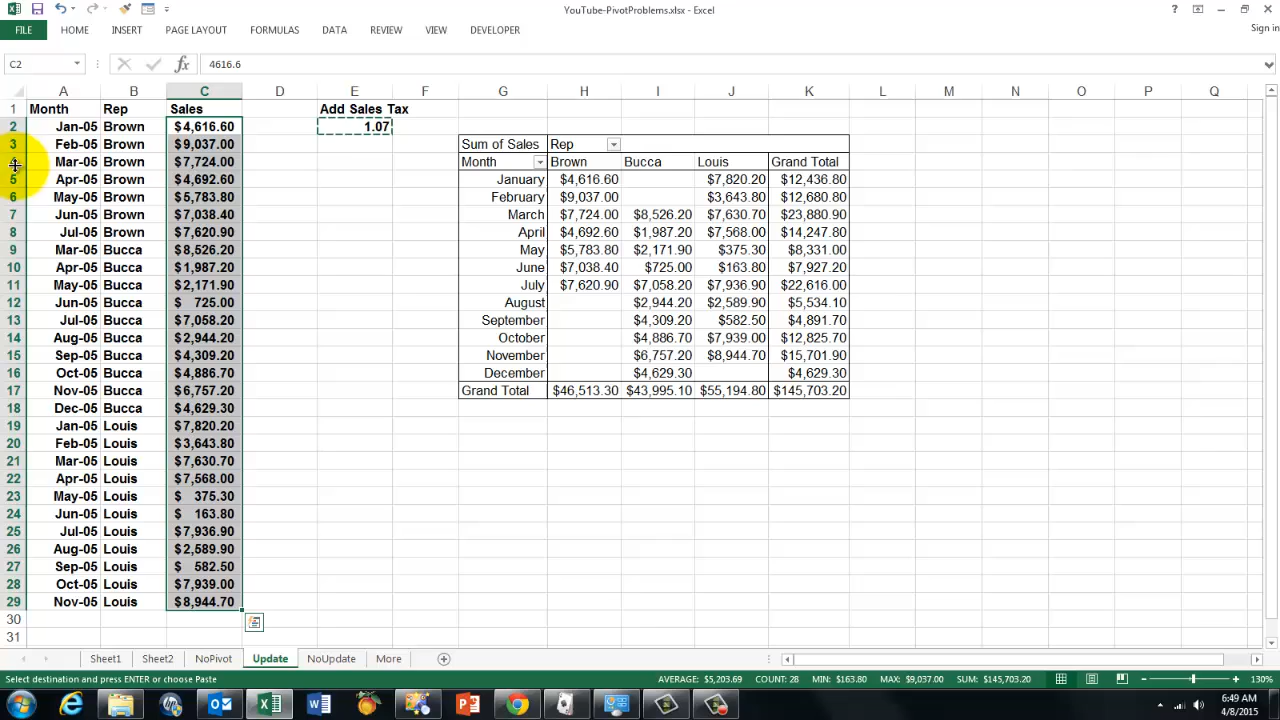 YouTube-PivotProblems.xlsx - Excel
Sign in
FILE HOME INSERT PAGE LAYOUT FORMULAS DATA REVIEW VIEW DEVELOPER
C2 fx 4616.6
A B C D E F G H I J K L M N O P Q
1 Month Rep Sales Add Sales Tax
2 Jan-05 Brown $4,616.60 1.07
3 Feb-05 Brown $9,037.00 Sum of Sales Rep
4 Mar-05 Brown $7,724.00 Month Brown Bucca Louis Grand Total
5 Apr-05 Brown $4,692.60 January $4,616.60 $7,820.20 $12,436.80
6 May-05 Brown $5,783.80 February $9,037.00 $3,643.80 $12,680.80
7 Jun-05 Brown $7,038.40 March $7,724.00 $8,526.20 $7,630.70 $23,880.90
8 Jul-05 Brown $7,620.90 April $4,692.60 $1,987.20 $7,568.00 $14,247.80
9 Mar-05 Bucca $8,526.20 May $5,783.80 $2,171.90 $375.30 $8,331.00
10 Apr-05 Bucca $1,987.20 June $7,038.40 $725.00 $163.80 $7,927.20
11 May-05 Bucca $2,171.90 July $7,620.90 $7,058.20 $7,936.90 $22,616.00
12 Jun-05 Bucca $ 725.00 August $2,944.20 $2,589.90 $5,534.10
13 Jul-05 Bucca $7,058.20 September $4,309.20 $582.50 $4,891.70
14 Aug-05 Bucca $2,944.20 October $4,886.70 $7,939.00 $12,825.70
15 Sep-05 Bucca $4,309.20 November $6,757.20 $8,944.70 $15,701.90
16 Oct-05 Bucca $4,886.70 December $4,629.30 $4,629.30
17 Nov-05 Bucca $6,757.20 Grand Total $46,513.30 $43,995.10 $55,194.80 $145,703.20
18 Dec-05 Bucca $4,629.30
19 Jan-05 Louis $7,820.20
20 Feb-05 Louis $3,643.80
21 Mar-05 Louis $7,630.70
22 Apr-05 Louis $7,568.00
23 May-05 Louis $ 375.30
24 Jun-05 Louis $ 163.80
25 Jul-05 Louis $7,936.90
26 Aug-05 Louis $2,589.90
27 Sep-05 Louis $ 582.50
28 Oct-05 Louis $7,939.00
29 Nov-05 Louis $8,944.70
30
31
Sheet1 Sheet2 NoPivot Update NoUpdate More
Select destination and press ENTER or choose Paste AVERAGE: $5,203.69 COUNT: 28 MIN: $163.80 MAX: $9,037.00 SUM: $145,703.20 130%
6:49 AM
4/8/2015